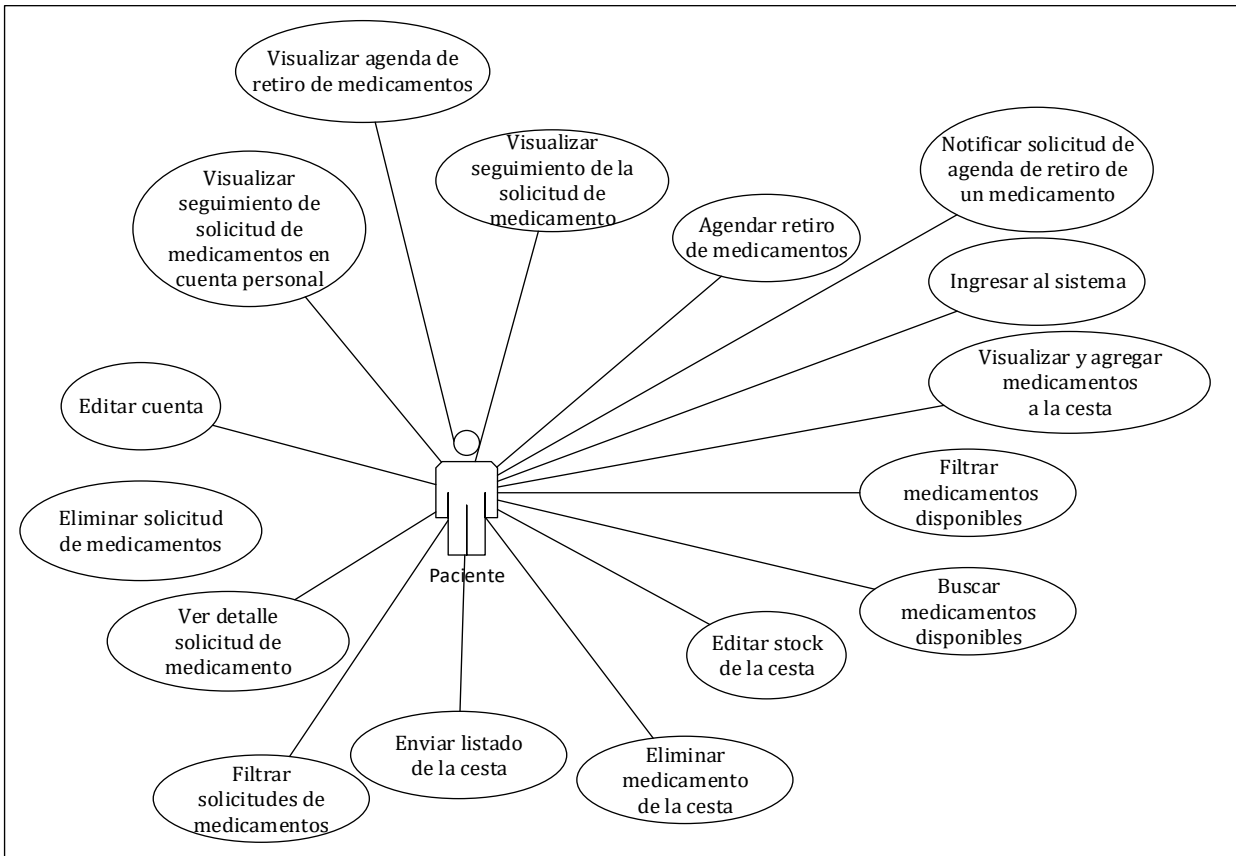 Visualizar agenda de
retiro de medicamentos
Visualizar
seguimiento de la
solicitud de
medicamento
Notificar solicitud de
agenda de retiro de
un medicamento
Visualizar
seguimiento de
solicitud de
medicamentos en
cuenta personal
Agendar retiro
de medicamentos
Ingresar al sistema
Visualizar y agregar
medicamentos
a la cesta
Editar cuenta
Filtrar
medicamentos
disponibles
Eliminar solicitud
de medicamentos
Paciente
Buscar
medicamentos
disponibles
Ver detalle
solicitud de
medicamento
Editar stock
de la cesta
Enviar listado
de la cesta
Eliminar
medicamento
de la cesta
Filtrar
solicitudes de
medicamentos